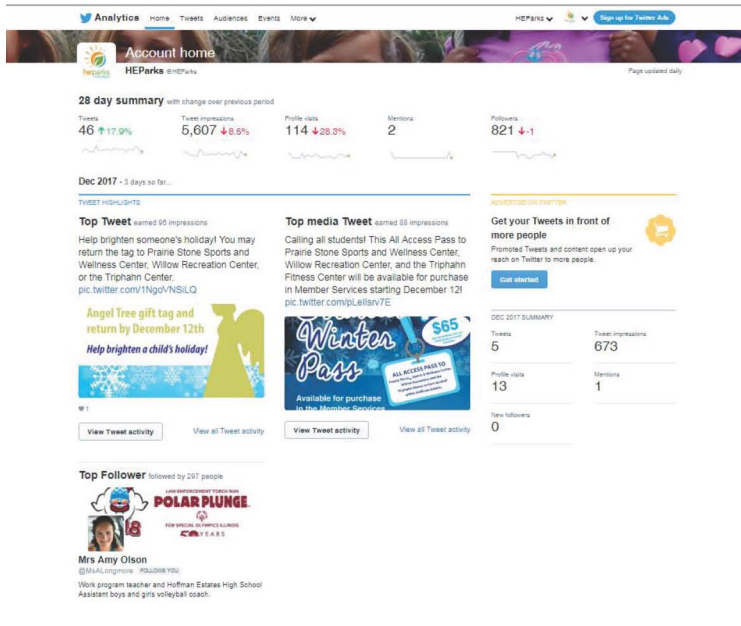 Analytics Home Tweets Audiences Events More
HEParks Sign up for Twitter Ads
Account home
heparks
HEParks @HEParks
Page updated daily
28 day summary with change over previous period
Tweets
46 ↑17.9%
Tweet impressions
5,607 ↓8.5%
Profile visits
114 ↓28.3%
Mentions
2
Followers
821 ↓-1
Dec 2017 • 3 days so far...
TWEET HIGHLIGHTS
Top Tweet earned 96 impressions
Help brighten someone's holiday! You may
return the tag to Prairie Stone Sports and
Wellness Center, Willow Recreation Center,
or the Triphahn Center.
pic.twitter.com/1NgoVNSiLQ
Angel Tree gift tag and
return by December 12th
Help brighten a child's holiday!
1
View Tweet activity
View all Tweet activity
Top media Tweet earned 88 impressions
Calling all students! This All Access Pass to
Prairie Stone Sports and Wellness Center,
Willow Recreation Center, and the Triphahn
Fitness Center will be available for purchase
in Member Services starting December 12!
pic.twitter.com/pLeIlsrv7E
Winter
Pass
$65
ALL ACCESS PASS TO
Available for purchase
in the Member Services
View Tweet activity
View all Tweet activity
ADVERTISE ON TWITTER
Get your Tweets in front of
more people
Promoted Tweets and content open up your
reach on Twitter to more people.
Get started
DEC 2017 SUMMARY
Tweets
5
Tweet impressions
673
Profile visits
13
Mentions
1
New followers
0
Top Follower followed by 297 people
LAW ENFORCEMENT TORCH RUN
POLAR PLUNGE.
FOR SPECIAL OLYMPICS ILLINOIS
50 YEARS
18
Mrs Amy Olson
@MsALongmore FOLLOWS YOU
Work program teacher and Hoffman Estates High School
Assistant boys and girls volleyball coach.